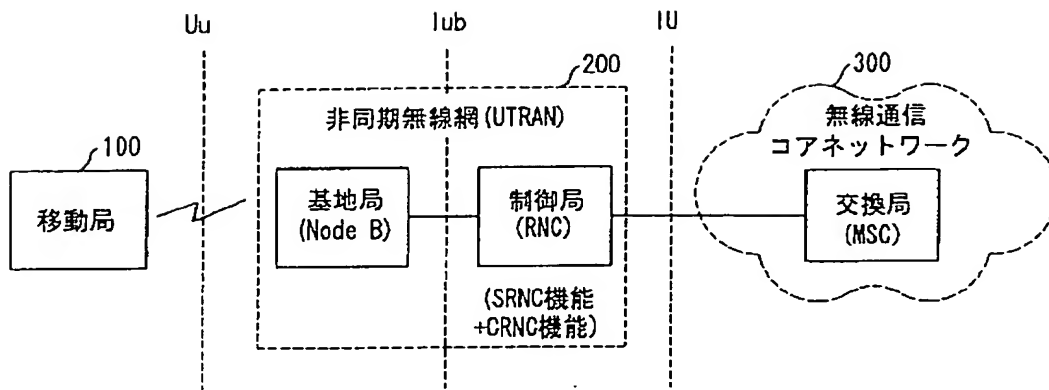 Uu
Iub
IU
200
300
非同期無線網(UTRAN)
無線通信
コアネットワーク
100
移動局
基地局
(Node B)
制御局
(RNC)
交換局
(MSC)
(SRNC機能
+CRNC機能)